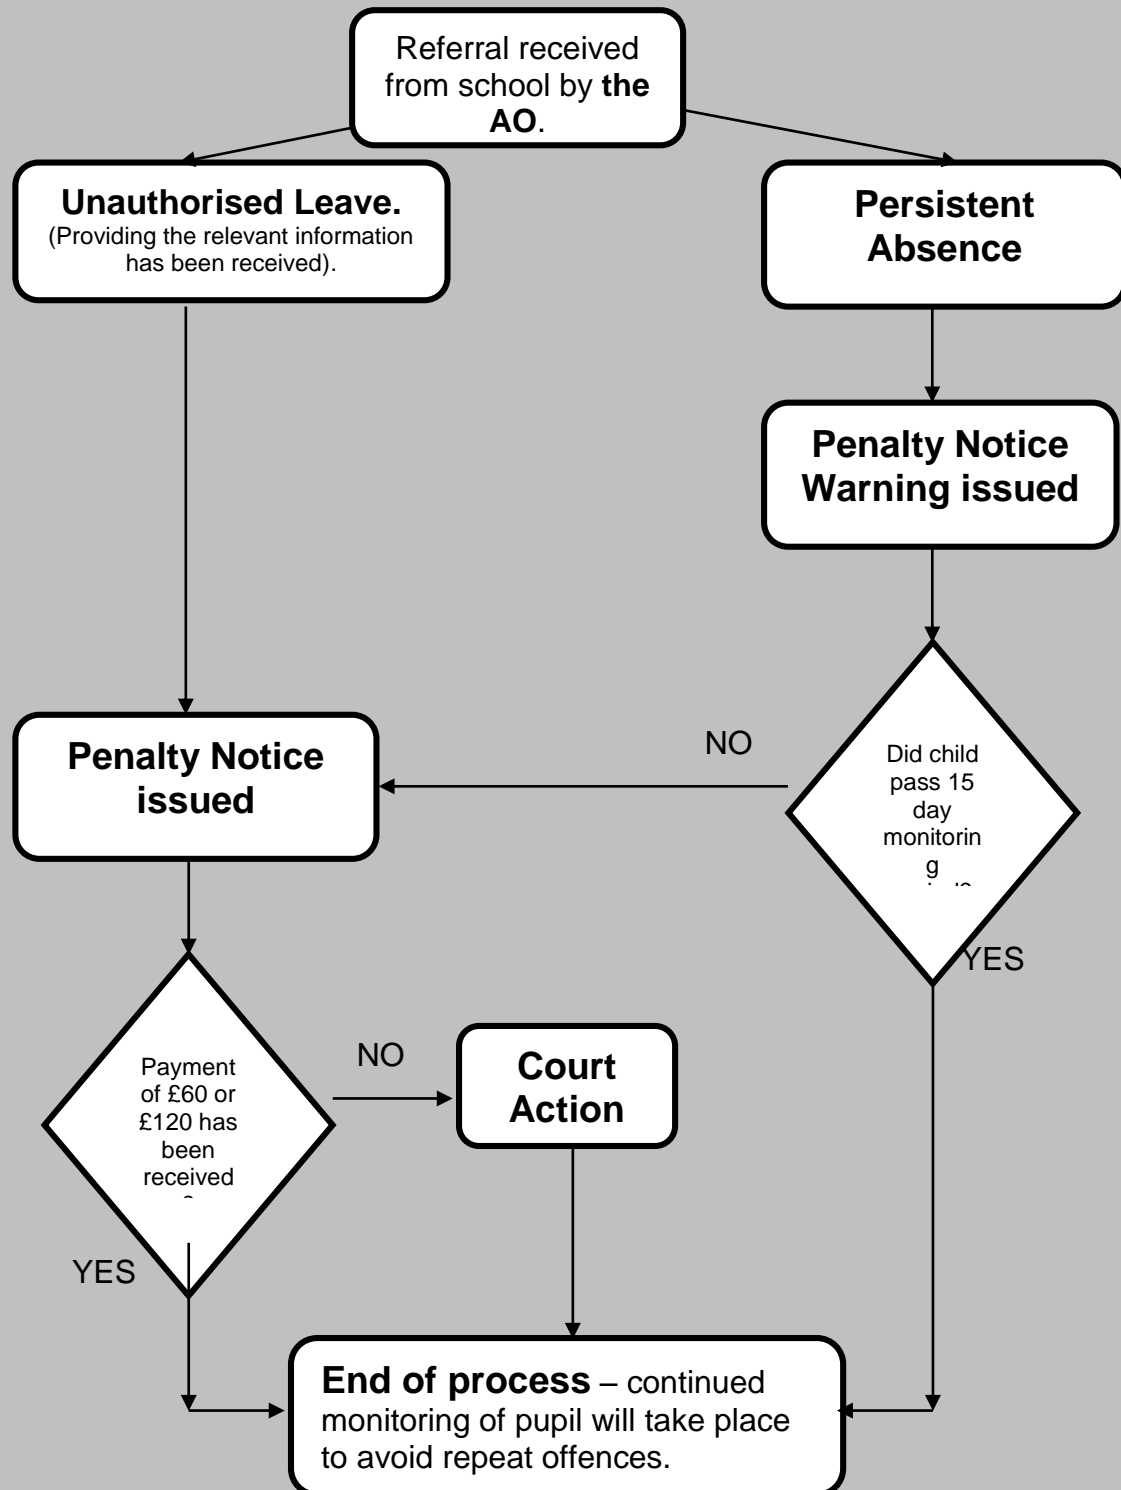 Referral received
from school by the
AO.
Unauthorised Leave.
(Providing the relevant information
has been received).
Persistent
Absence
Penalty Notice
Warning issued
Penalty Notice
issued
NO
Did child
pass 15
day
monitorin
g
YES
Payment
of £60 or
£120 has
been
received
NO
Court
Action
YES
End of process – continued
monitoring of pupil will take place
to avoid repeat offences.